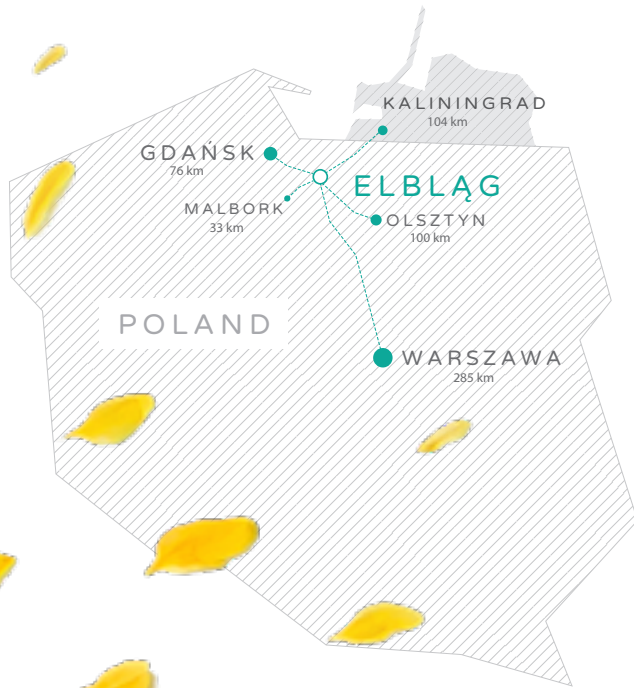 KALININGRAD
104 km
GDAŃSK
76 km
ELBLĄG
MALBORK
33 km
OLSZTYN
100 km
POLAND
WARSZAWA
285 km